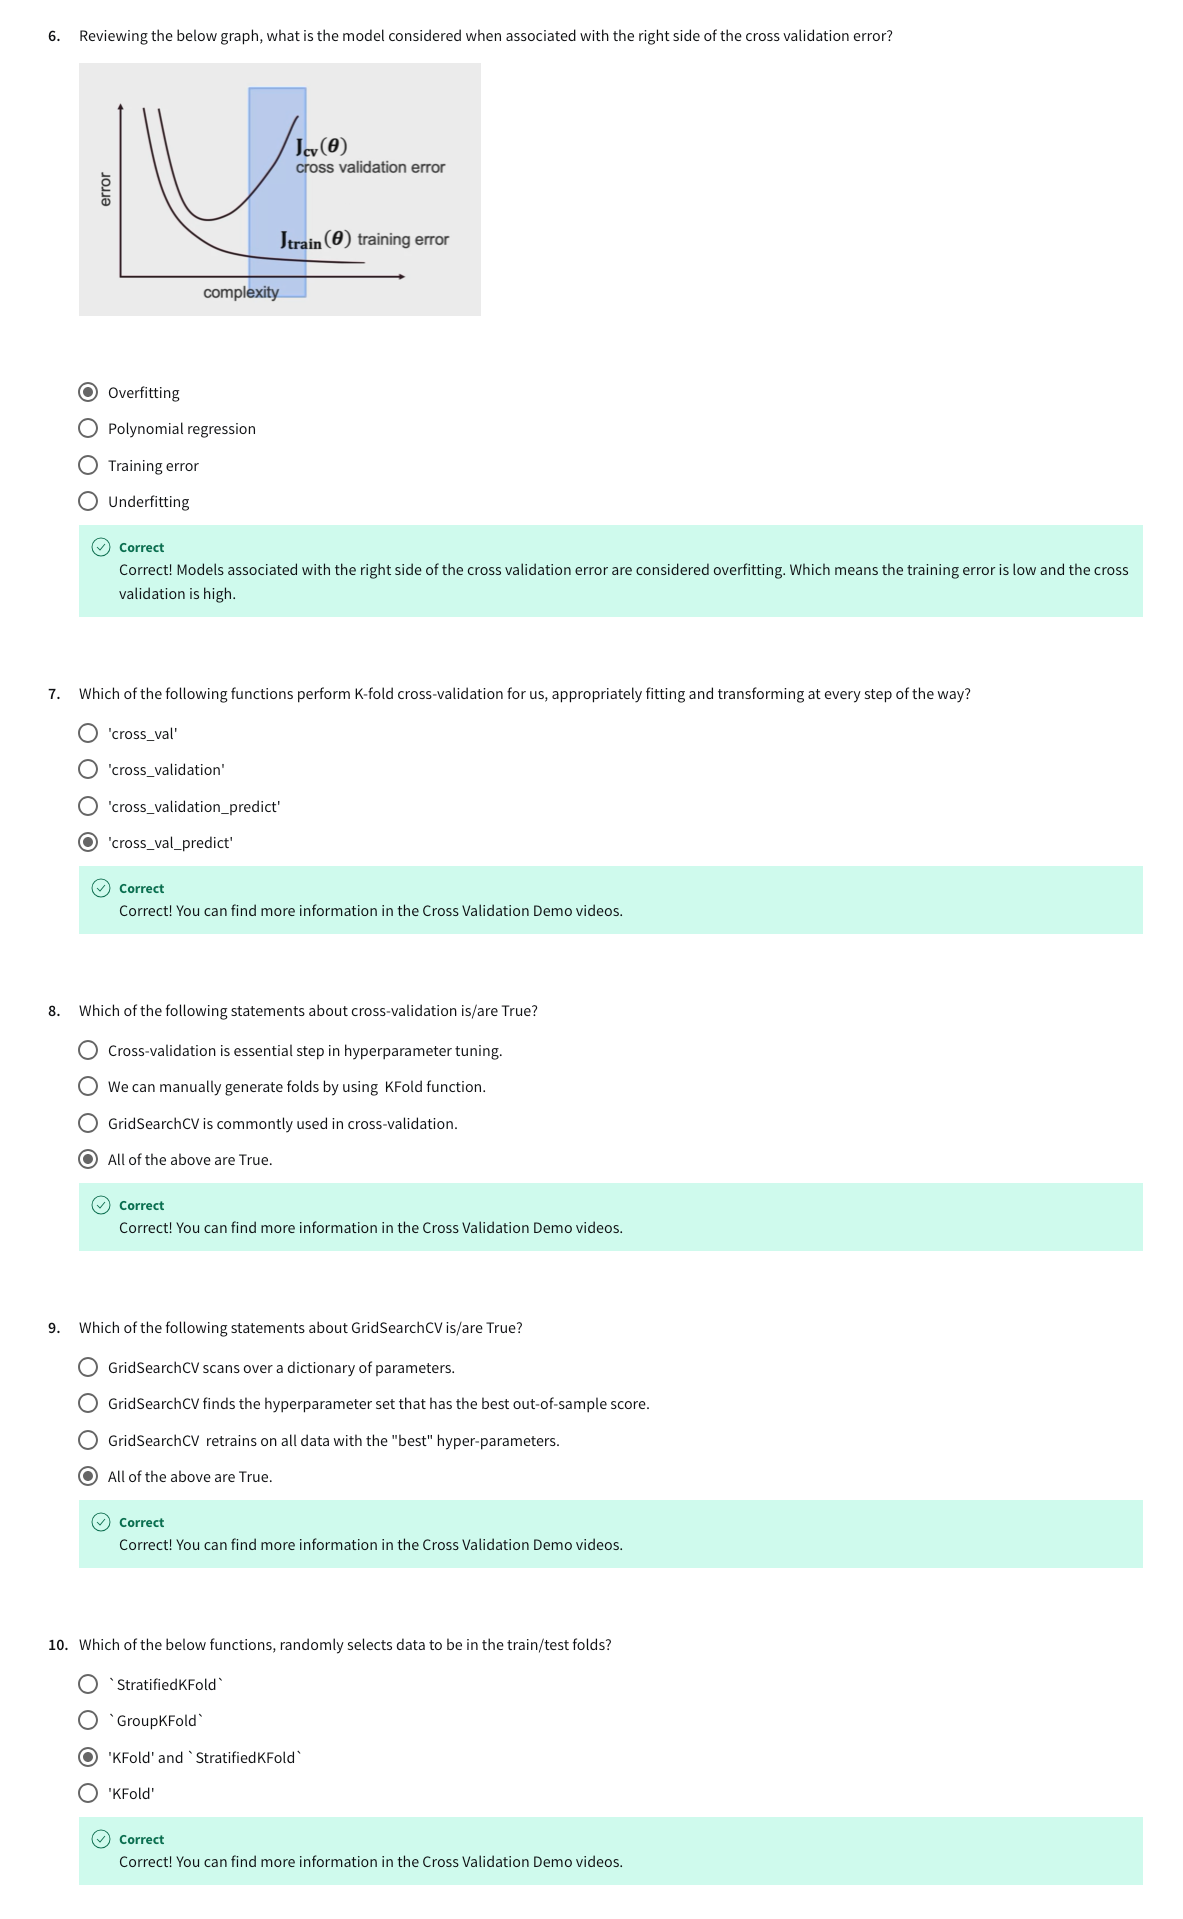 6. Reviewing the below graph, what is the model considered when associated with the right side of the cross validation error?
error
Jcv(θ)
cross validation error
Jtrain(θ) training error
complexity
Overfitting
Polynomial regression
Training error
Underfitting
Correct
Correct! Models associated with the right side of the cross validation error are considered overfitting. Which means the training error is low and the cross
validation is high.
7. Which of the following functions perform K-fold cross-validation for us, appropriately fitting and transforming at every step of the way?
'cross_val'
'cross_validation'
'cross_validation_predict'
'cross_val_predict'
Correct
Correct! You can find more information in the Cross Validation Demo videos.
8. Which of the following statements about cross-validation is/are True?
Cross-validation is essential step in hyperparameter tuning.
We can manually generate folds by using  KFold function.
GridSearchCV is commontly used in cross-validation.
All of the above are True.
Correct
Correct! You can find more information in the Cross Validation Demo videos.
9. Which of the following statements about GridSearchCV is/are True?
GridSearchCV scans over a dictionary of parameters.
GridSearchCV finds the hyperparameter set that has the best out-of-sample score.
GridSearchCV  retrains on all data with the "best" hyper-parameters.
All of the above are True.
Correct
Correct! You can find more information in the Cross Validation Demo videos.
10. Which of the below functions, randomly selects data to be in the train/test folds?
`StratifiedKFold`
`GroupKFold`
'KFold' and `StratifiedKFold`
'KFold'
Correct
Correct! You can find more information in the Cross Validation Demo videos.